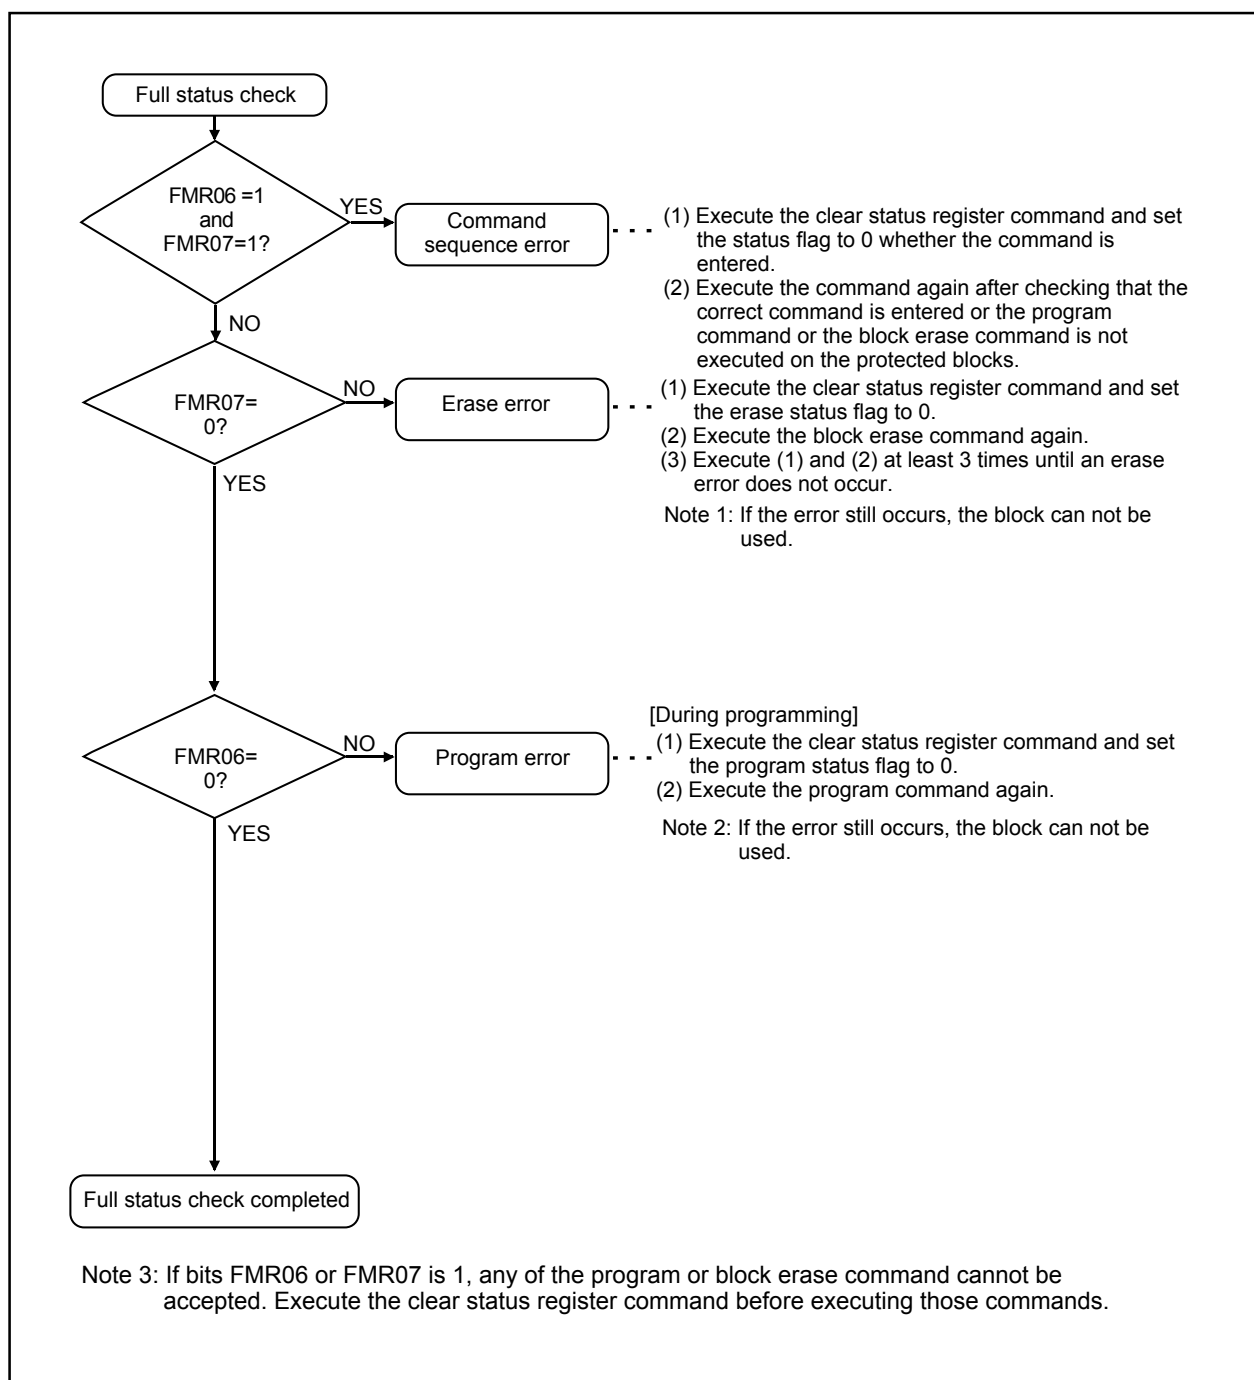 Full status check
FMR06 =1
and
FMR07=1?
YES
Command
sequence error
(1) Execute the clear status register command and set
the status flag to 0 whether the command is
entered.
(2) Execute the command again after checking that the
correct command is entered or the program
command or the block erase command is not
executed on the protected blocks.
NO
FMR07=
0?
NO
Erase error
(1) Execute the clear status register command and set
the erase status flag to 0.
(2) Execute the block erase command again.
(3) Execute (1) and (2) at least 3 times until an erase
error does not occur.
Note 1: If the error still occurs, the block can not be
used.
YES
FMR06=
0?
NO
Program error
[During programming]
(1) Execute the clear status register command and set
the program status flag to 0.
(2) Execute the program command again.
Note 2: If the error still occurs, the block can not be
used.
YES
Full status check completed
Note 3: If bits FMR06 or FMR07 is 1, any of the program or block erase command cannot be
accepted. Execute the clear status register command before executing those commands.